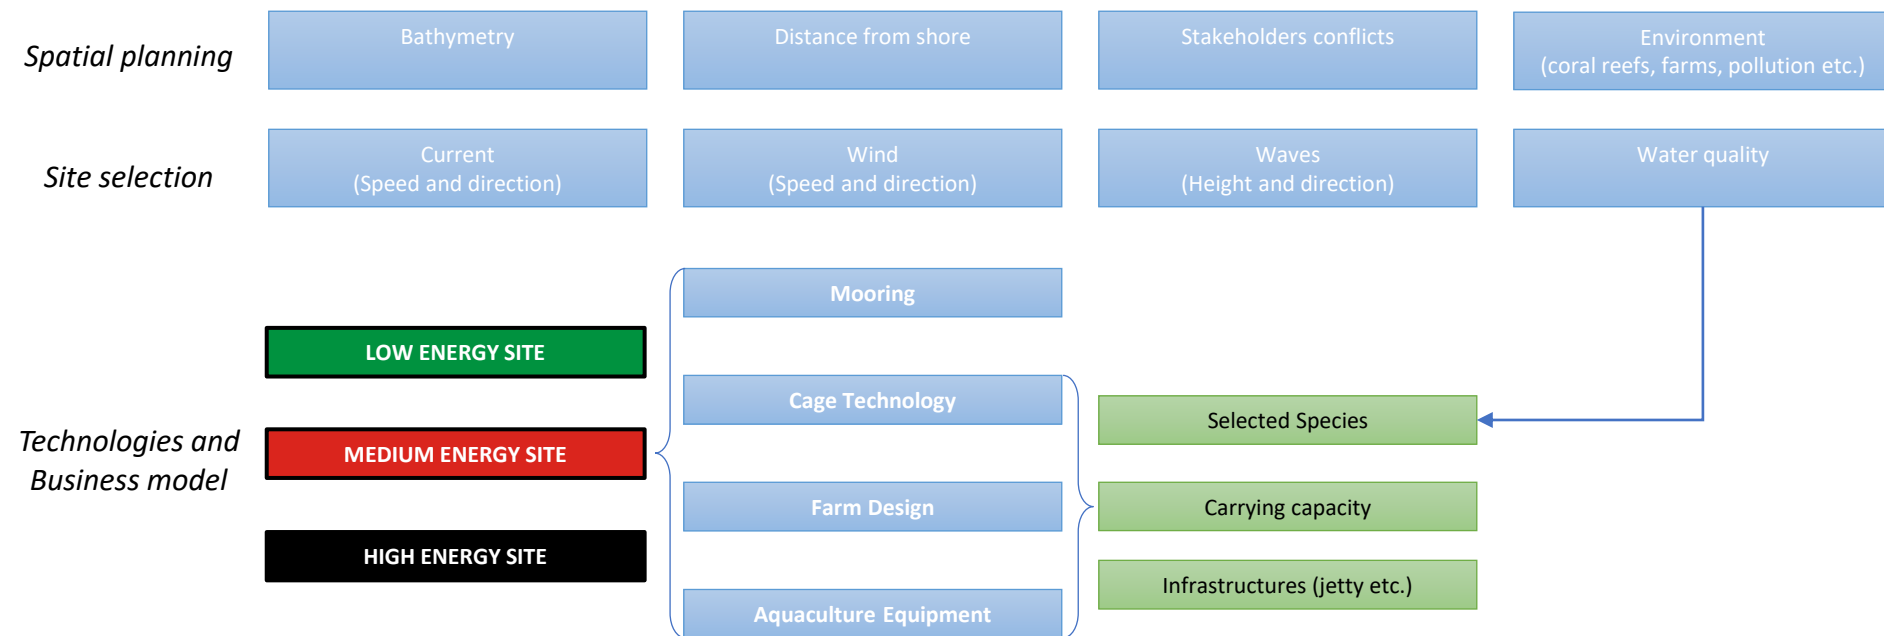 Spatial planning
Bathymetry
Distance from shore
Stakeholders conflicts
Environment
(coral reefs, farms, pollution etc.)
Site selection
Current
(Speed and direction)
Wind
(Speed and direction)
Waves
(Height and direction)
Water quality
Technologies and
Business model
LOW ENERGY SITE
MEDIUM ENERGY SITE
HIGH ENERGY SITE
Mooring
Cage Technology
Farm Design
Aquaculture Equipment
Selected Species
Carrying capacity
Infrastructures (jetty etc.)